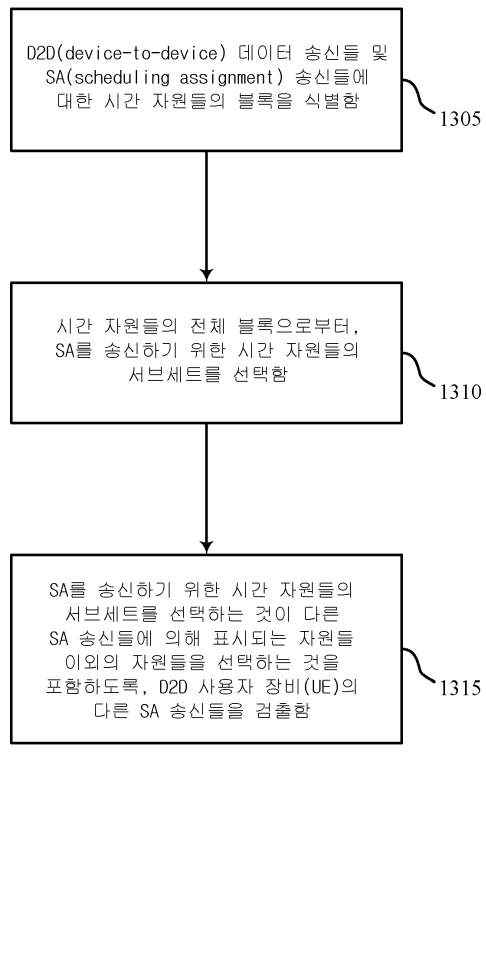 D2D(device-to-device) 데이터 송신들 및
SA(scheduling assignment) 송신들에
대한 시간 자원들의 블록을 식별함
1305
시간 자원들의 전체 블록으로부터,
SA를 송신하기 위한 시간 자원들의
서브세트를 선택함
1310
SA를 송신하기 위한 시간 자원들의
서브세트를 선택하는 것이 다른
SA 송신들에 의해 표시되는 자원들
이외의 자원들을 선택하는 것을
포함하도록, D2D 사용자 장비(UE)의
다른 SA 송신들을 검출함
1315